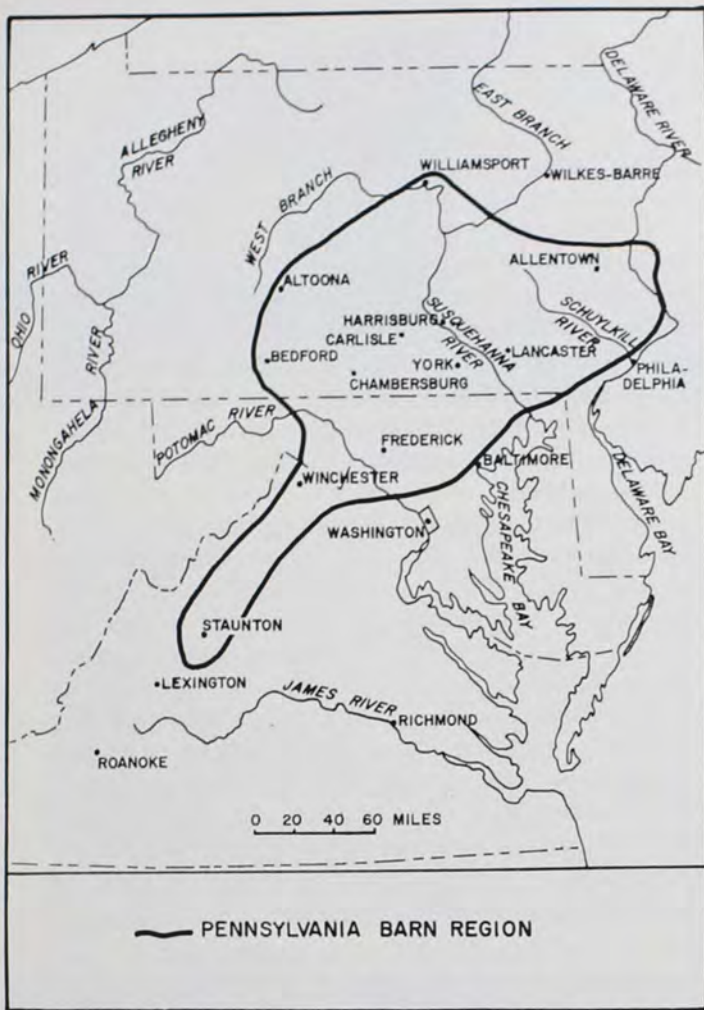 ALLEGHENY
RIVER
EAST BRANCH
DELAWARE RIVER
WILLIAMSPORT
WILKES-BARRE
WEST BRANCH
OHIO RIVER
ALTOONA
ALLENTOWN
SUSQUEHANNA
RIVER
SCHUYLKILL
RIVER
HARRISBURG
CARLISLE
BEDFORD
YORK
LANCASTER
CHAMBERSBURG
PHILA-
DELPHIA
MONONGAHELA
RIVER
POTOMAC RIVER
FREDERICK
BALTIMORE
WINCHESTER
DELAWARE BAY
WASHINGTON
CHESAPEAKE
BAY
STAUNTON
LEXINGTON
JAMES RIVER
RICHMOND
ROANOKE
0 20 40 60 MILES
PENNSYLVANIA BARN REGION